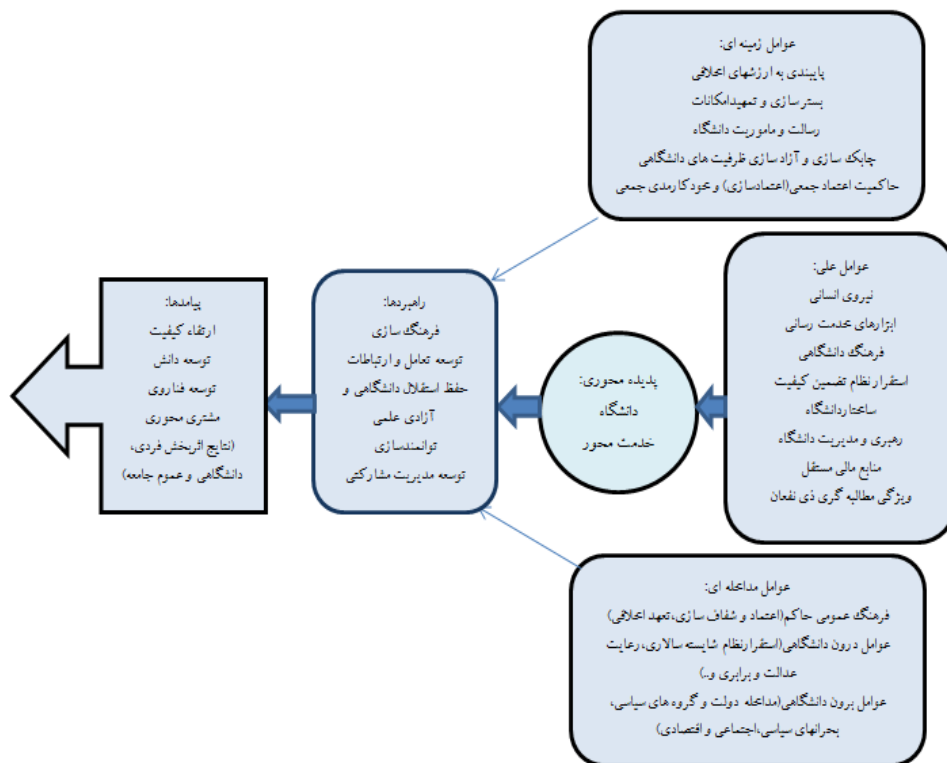 عوامل زمینه ای:
پایبندی به ارزشهای اخلاقی
بسترسازی و تمهیدامکانات
رسالت و ماموریت دانشگاه
چابک سازی و آزادسازی ظرفیت های دانشگاهی
حاکمیت اعتماد جمعی(اعتمادسازی) و خودکارمدی جمعی
عوامل علی:
نیروی انسانی
ابزارهای خدمت رسانی
فرهنگ دانشگاهی
استقرار نظام تضمین کیفیت
ساختاردانشگاه
رهبری و مدیریت دانشگاه
منابع مالی مستقل
ویژگی مطالبه گری ذی نفعان
پدیده محوری:
دانشگاه
خدمت محور
راهبردها:
فرهنگ سازی
توسعه تعامل و ارتباطات
حفظ استقلال دانشگاهی و
آزادی علمی
توانمندسازی
توسعه مدیریت مشارکتی
پیامدها:
ارتقاء کیفیت
توسعه دانش
توسعه فناروی
مشتری محوری
(نتایج اثربخش فردی،
دانشگاهی و عموم جامعه)
عوامل مداخله ای:
فرهنگ عمومی حاکم(اعتماد و شفاف سازی،تعهد اخلاقی)
عوامل درون دانشگاهی(استقرارنظام شایسته سالاری، رعایت
عدالت و برابری و..)
عوامل برون دانشگاهی(مداخله دولت و گروه های سیاسی،
بحرانهای سیاسی،اجتماعی و اقتصادی)